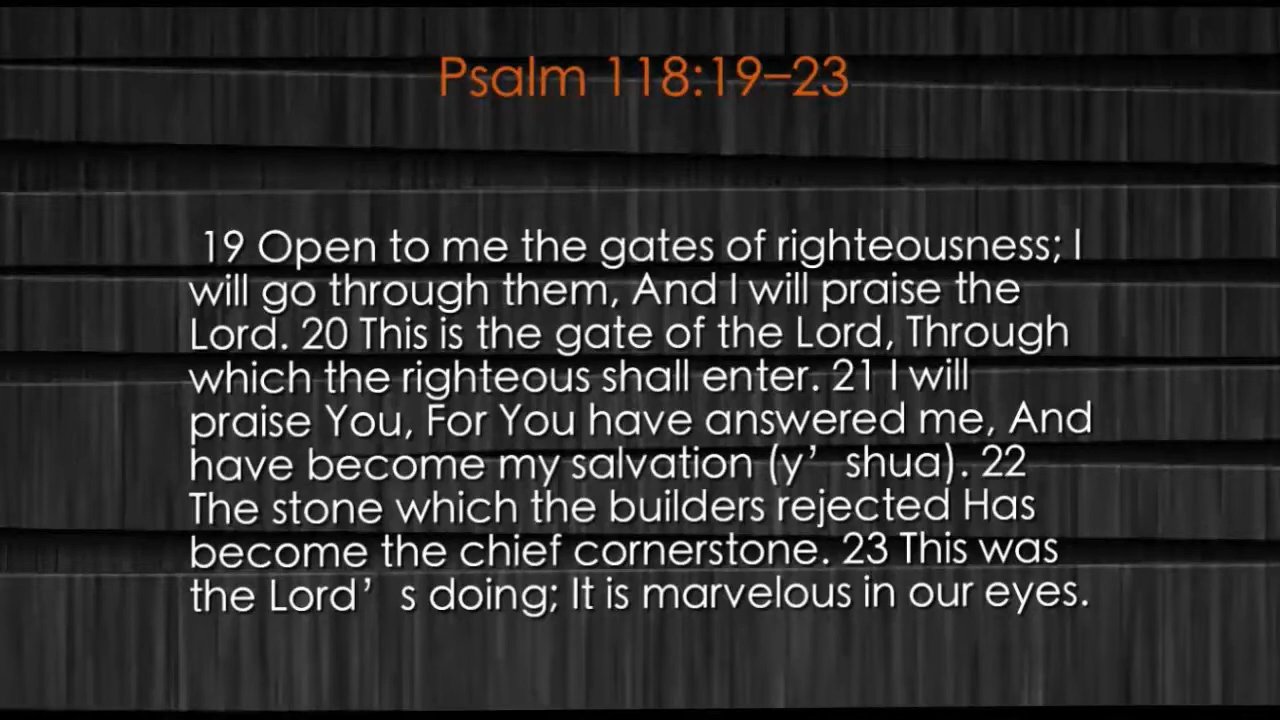 Psalm 118:19–23
19 Open to me the gates of righteousness; I
will go through them, And I will praise the
Lord. 20 This is the gate of the Lord, Through
which the righteous shall enter. 21 I will
praise You, For You have answered me, And
have become my salvation (y’ shua). 22
The stone which the builders rejected Has
become the chief cornerstone. 23 This was
the Lord’ s doing; It is marvelous in our eyes.